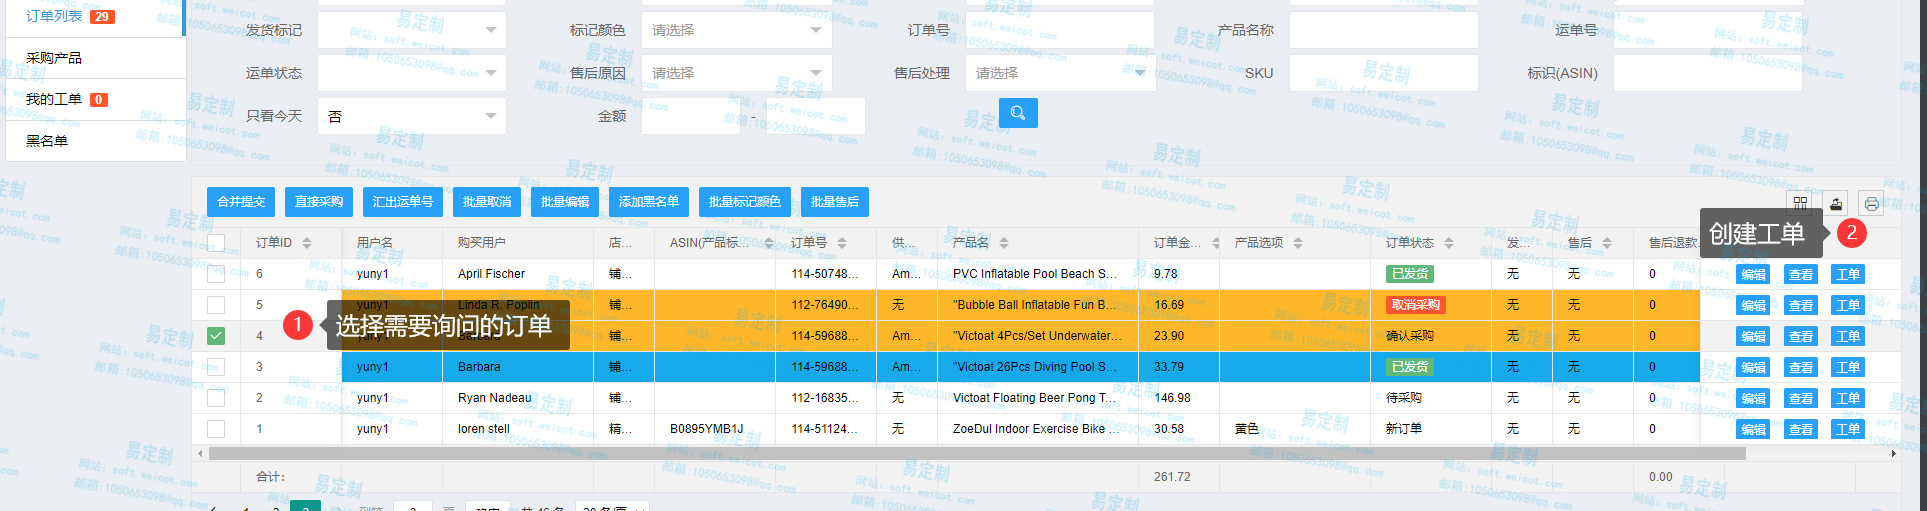 订单列表 29
采购产品
我的工单 0
黑名单
发货标记
标记颜色 请选择
订单号
产品名称
运单号
运单状态
售后原因 请选择
售后处理 请选择
SKU
标识(ASIN)
只看今天 否
金额 -
合并提交 直接采购 汇出运单号 批量取消 批量编辑 添加黑名单 批量标记颜色 批量售后
创建工单 2
订单ID 用户名 购买用户 店... ASIN(产品标... 订单号 供... 产品名 订单金... 产品选项 订单状态 发... 售后 售后退款
6 yuny1 April Fischer 铺... 114-50748... Am... PVC Inflatable Pool Beach S... 9.78 已发货 无 无 0 编辑 查看 工单
5 yuny1 Linda R. Poplin 铺... 112-76490... 无 "Bubble Ball Inflatable Fun B... 16.69 取消采购 无 无 0 编辑 查看 工单
1 选择需要询问的订单
4 yuny1 Barbara 铺... 114-59688... Am... "Victoat 4Pcs/Set Underwater... 23.90 确认采购 无 无 0 编辑 查看 工单
3 yuny1 Barbara 铺... 114-59688... Am... "Victoat 26Pcs Diving Pool S... 33.79 已发货 无 无 0 编辑 查看 工单
2 yuny1 Ryan Nadeau 铺... 112-16835... 无 Victoat Floating Beer Pong T... 146.98 待采购 无 无 0 编辑 查看 工单
1 yuny1 loren stell 精... B0895YMB1J 114-51124... 无 ZoeDul Indoor Exercise Bike ... 30.58 黄色 新订单 无 无 0 编辑 查看 工单
合计: 261.72 0.00
易定制
网站: soft.weicot.com
邮箱:1050653098@qq.com